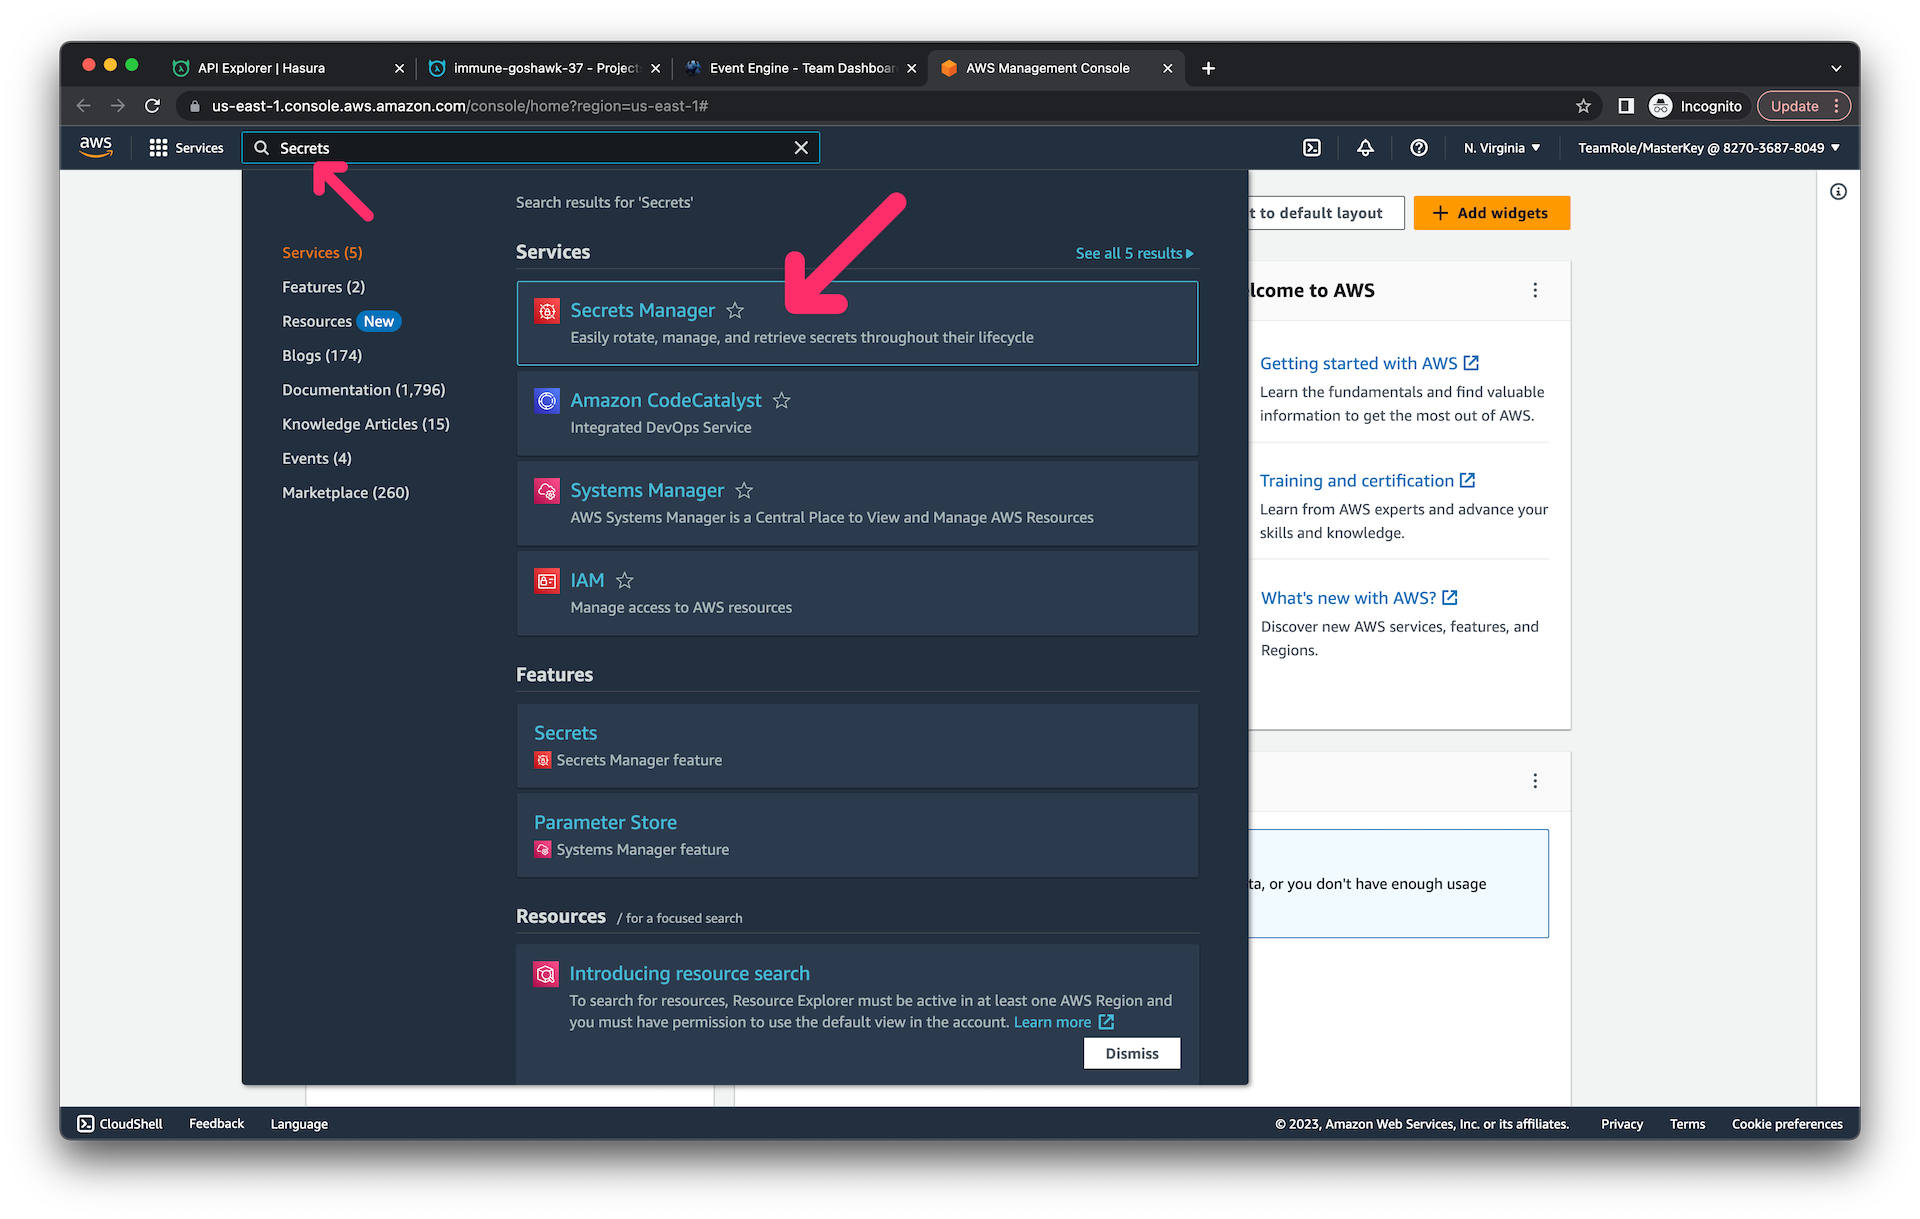 API Explorer | Hasura
immune-goshawk-37 - Project
Event Engine - Team Dashboar
AWS Management Console
us-east-1.console.aws.amazon.com/console/home?region=us-east-1#
Incognito
Update
aws
Services
Secrets
N. Virginia
TeamRole/MasterKey @ 8270-3687-8049
Search results for 'Secrets'
t to default layout
+ Add widgets
Services (5)
Features (2)
Resources New
Blogs (174)
Documentation (1,796)
Knowledge Articles (15)
Events (4)
Marketplace (260)
Services
See all 5 results
Secrets Manager
Easily rotate, manage, and retrieve secrets throughout their lifecycle
Amazon CodeCatalyst
Integrated DevOps Service
Systems Manager
AWS Systems Manager is a Central Place to View and Manage AWS Resources
IAM
Manage access to AWS resources
Features
Secrets
Secrets Manager feature
Parameter Store
Systems Manager feature
Resources / for a focused search
Introducing resource search
To search for resources, Resource Explorer must be active in at least one AWS Region and
you must have permission to use the default view in the account. Learn more
Dismiss
lcome to AWS
Getting started with AWS
Learn the fundamentals and find valuable
information to get the most out of AWS.
Training and certification
Learn from AWS experts and advance your
skills and knowledge.
What's new with AWS?
Discover new AWS services, features, and
Regions.
ta, or you don't have enough usage
CloudShell
Feedback
Language
© 2023, Amazon Web Services, Inc. or its affiliates.
Privacy
Terms
Cookie preferences